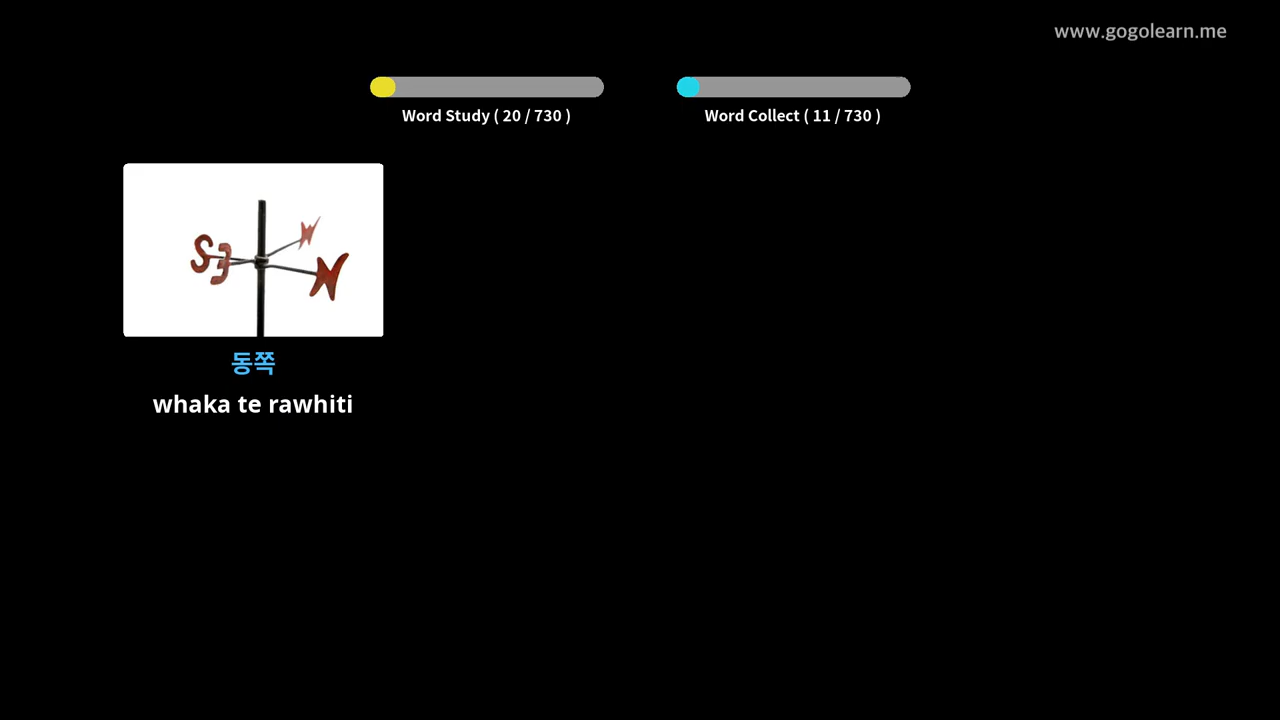 www.gogolearn.me
Word Study ( 20 / 730 )
Word Collect ( 11 / 730 )
S E N W
동쪽
whaka te rawhiti